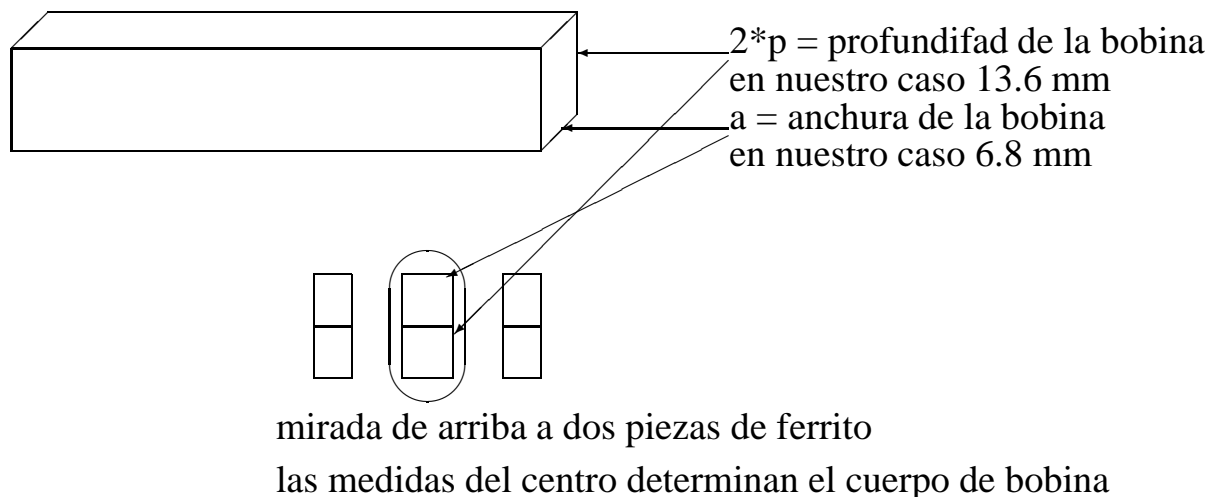 2*p = profundifad de la bobina
en nuestro caso 13.6 mm
a = anchura de la bobina
en nuestro caso 6.8 mm
mirada de arriba a dos piezas de ferrito
las medidas del centro determinan el cuerpo de bobina